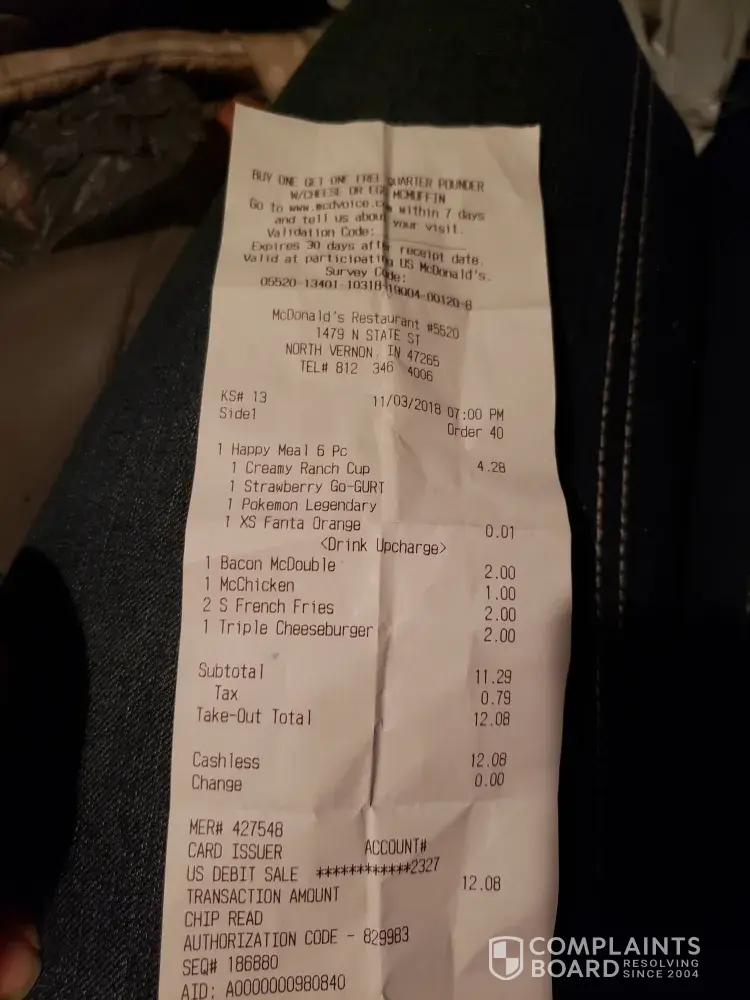 BUY ONE GET ONE FREE QUARTER POUNDER
W/CHEESE OR EGG MCMUFFIN
Go to www.mcdvoice.com within 7 days
and tell us about your visit.
Validation Code:
Expires 30 days after receipt date.
Valid at participating US McDonald's.
Survey Code:
05520-13401-10318-19004-00120-8
McDonald's Restaurant #5520
1479 N STATE ST
NORTH VERNON, IN 47265
TEL# 812 346 4006
KS# 13 11/03/2018 07:00 PM
Side1 Order 40
1 Happy Meal 6 Pc 4.28
1 Creamy Ranch Cup
1 Strawberry Go-GURT
1 Pokemon Legendary
1 XS Fanta Orange 0.01
<Drink Upcharge>
1 Bacon McDouble 2.00
1 McChicken 1.00
2 S French Fries 2.00
1 Triple Cheeseburger 2.00
Subtotal 11.29
Tax 0.79
Take-Out Total 12.08
Cashless 12.08
Change 0.00
MER# 427548
CARD ISSUER ACCOUNT#
US DEBIT SALE ************2327
TRANSACTION AMOUNT 12.08
CHIP READ
AUTHORIZATION CODE - 829983
SEQ# 186880
AID: A0000000980840
COMPLAINTS
BOARD RESOLVING
SINCE 2004